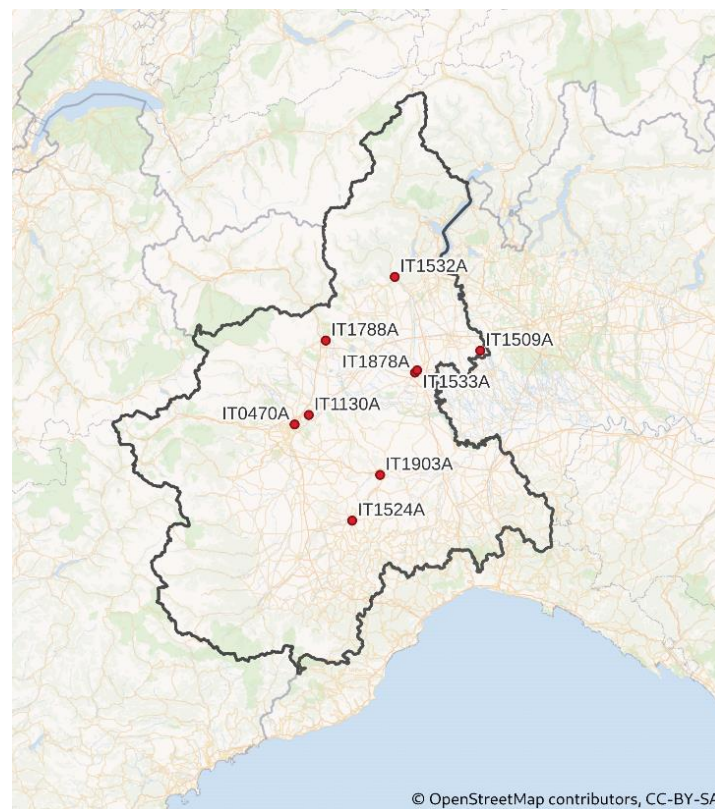 IT1532A
IT1788A
IT1509A
IT1878A
IT1533A
IT0470A
IT1130A
IT1903A
IT1524A
© OpenStreetMap contributors, CC-BY-SA